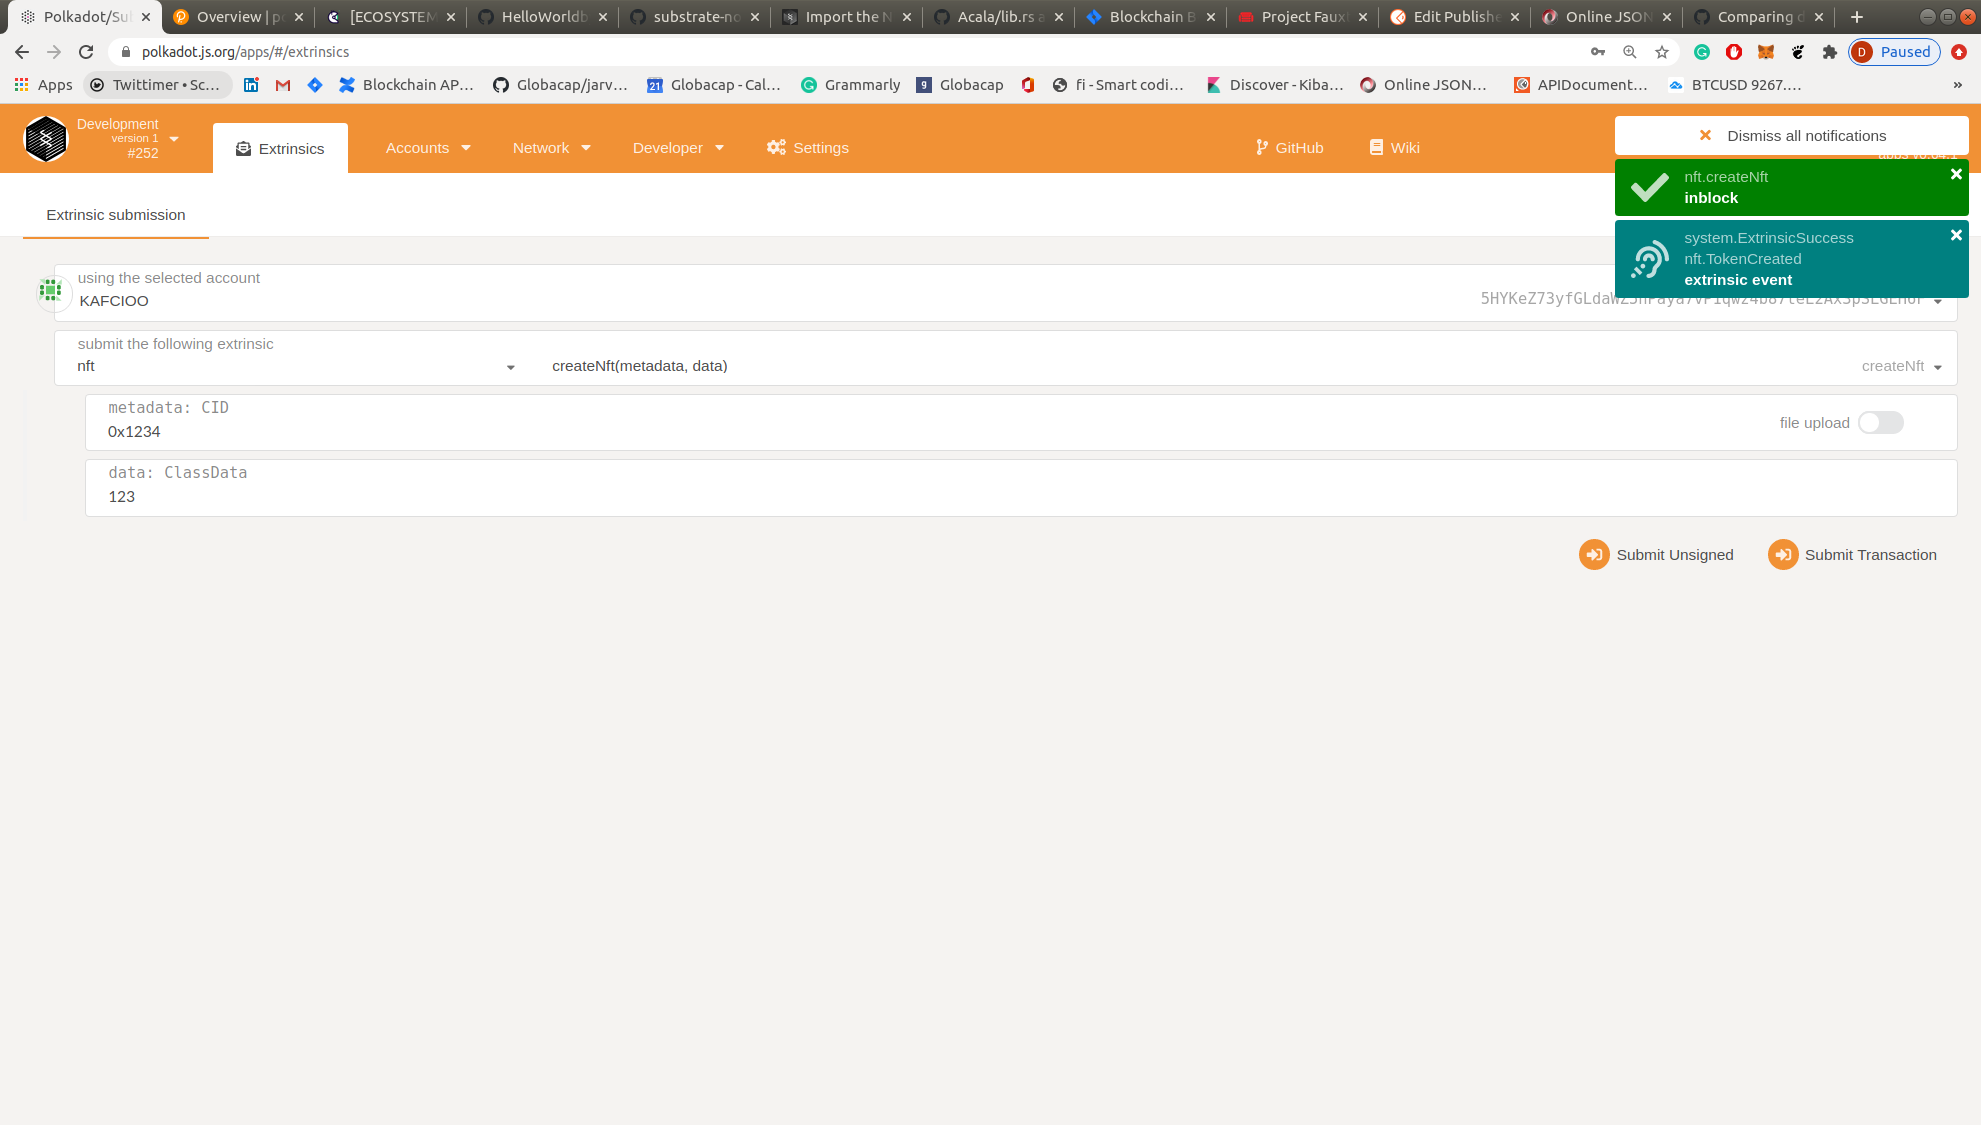 Polkadot/Su
Overview | p
[ECOSYSTEM
HelloWorldb
substrate-no
Import the N
Acala/lib.rs a
Blockchain B
Project Faux
Edit Publishe
Online JSON
Comparing d
polkadot.js.org/apps/#/extrinsics
Paused
Apps
Twittimer • Sc...
Blockchain AP...
Globacap/jarv...
Globacap - Cal...
Grammarly
Globacap
fi - Smart codi...
Discover - Kiba...
Online JSON...
APIDocument...
BTCUSD 9267....
»
Development
version 1
#252
Extrinsics
Accounts
Network
Developer
Settings
GitHub
Wiki
Dismiss all notifications
nft.createNft
inblock
system.ExtrinsicSuccess
nft.TokenCreated
extrinsic event
Extrinsic submission
using the selected account
KAFCIOO
submit the following extrinsic
nft
createNft(metadata, data)
createNft
metadata: CID
0x1234
file upload
data: ClassData
123
Submit Unsigned
Submit Transaction